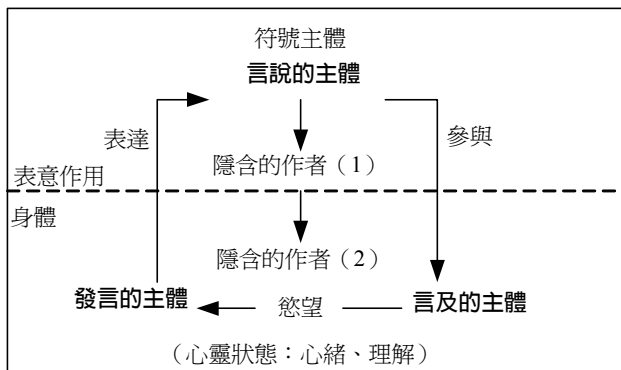 符號主體
言說的主體
表達
參與
隱含的作者（1）
表意作用
身體
隱含的作者（2）
發言的主體
慾望
言及的主體
（心靈狀態：心緒、理解）